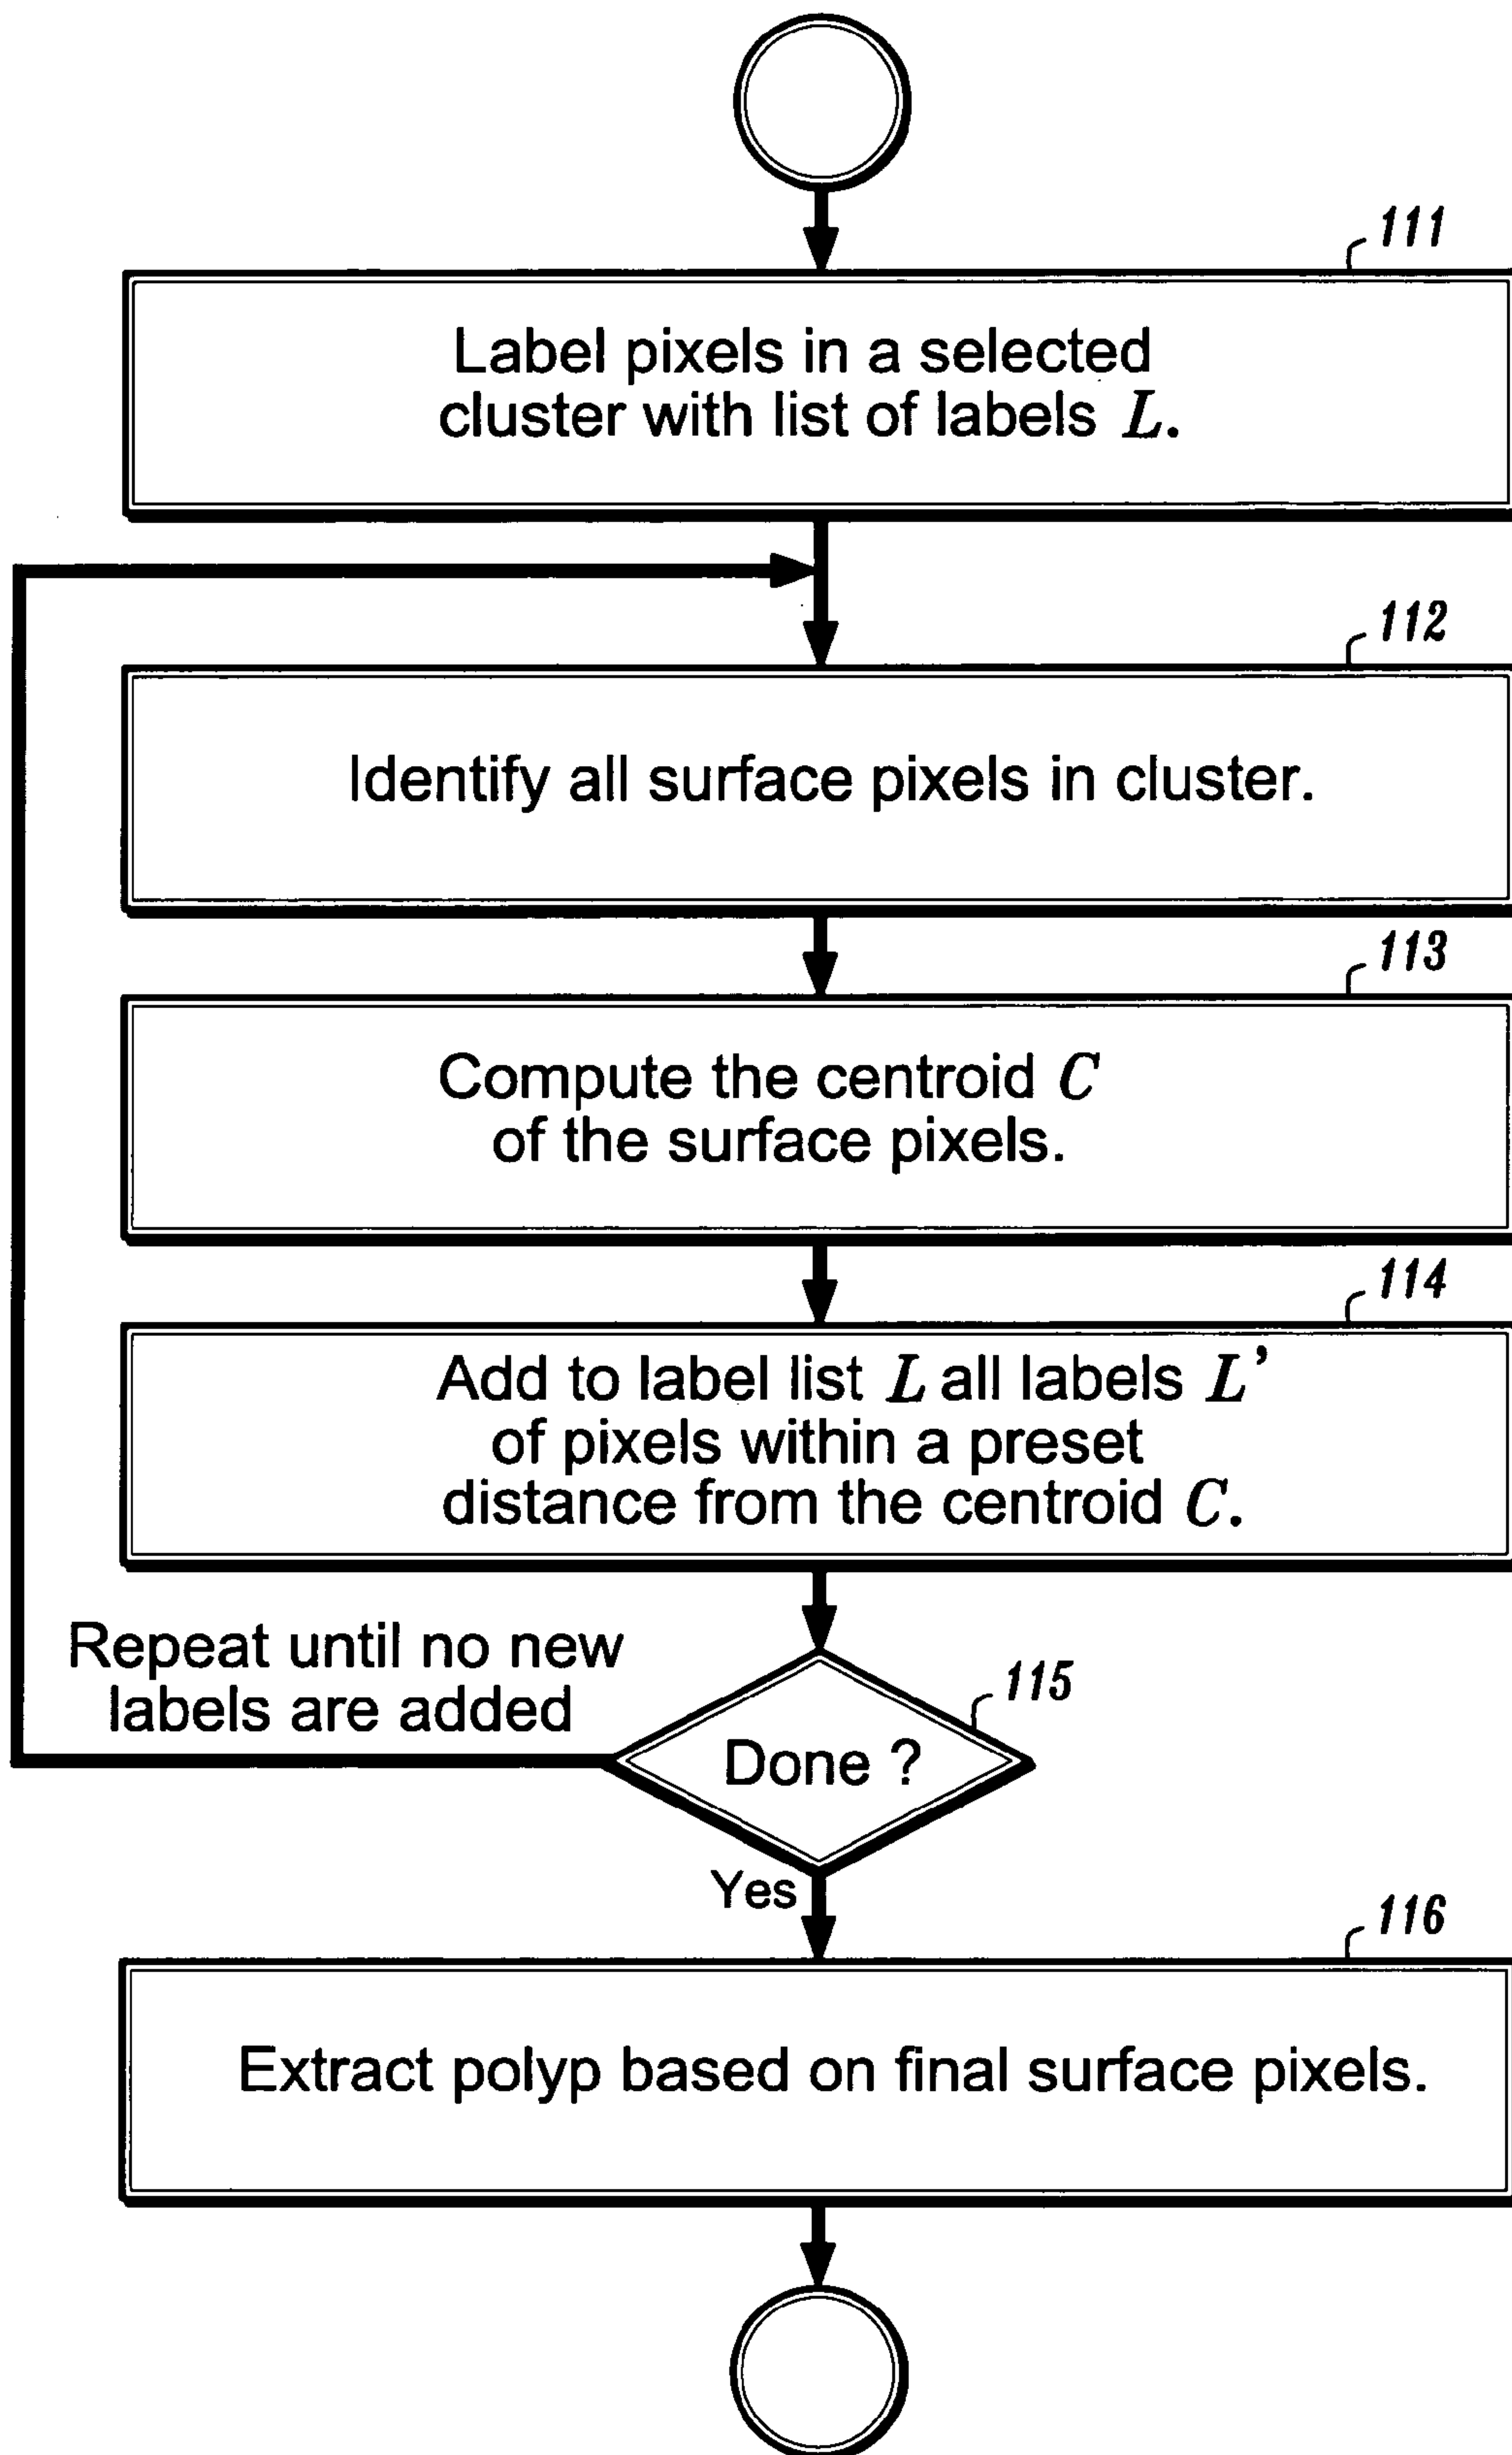 111
Label pixels in a selected
cluster with list of labels L.
112
Identify all surface pixels in cluster.
113
Compute the centroid C
of the surface pixels.
114
Add to label list L all labels L’
of pixels within a preset
distance from the centroid C.
Repeat until no new
labels are added
115
Done ?
Yes
116
Extract polyp based on final surface pixels.